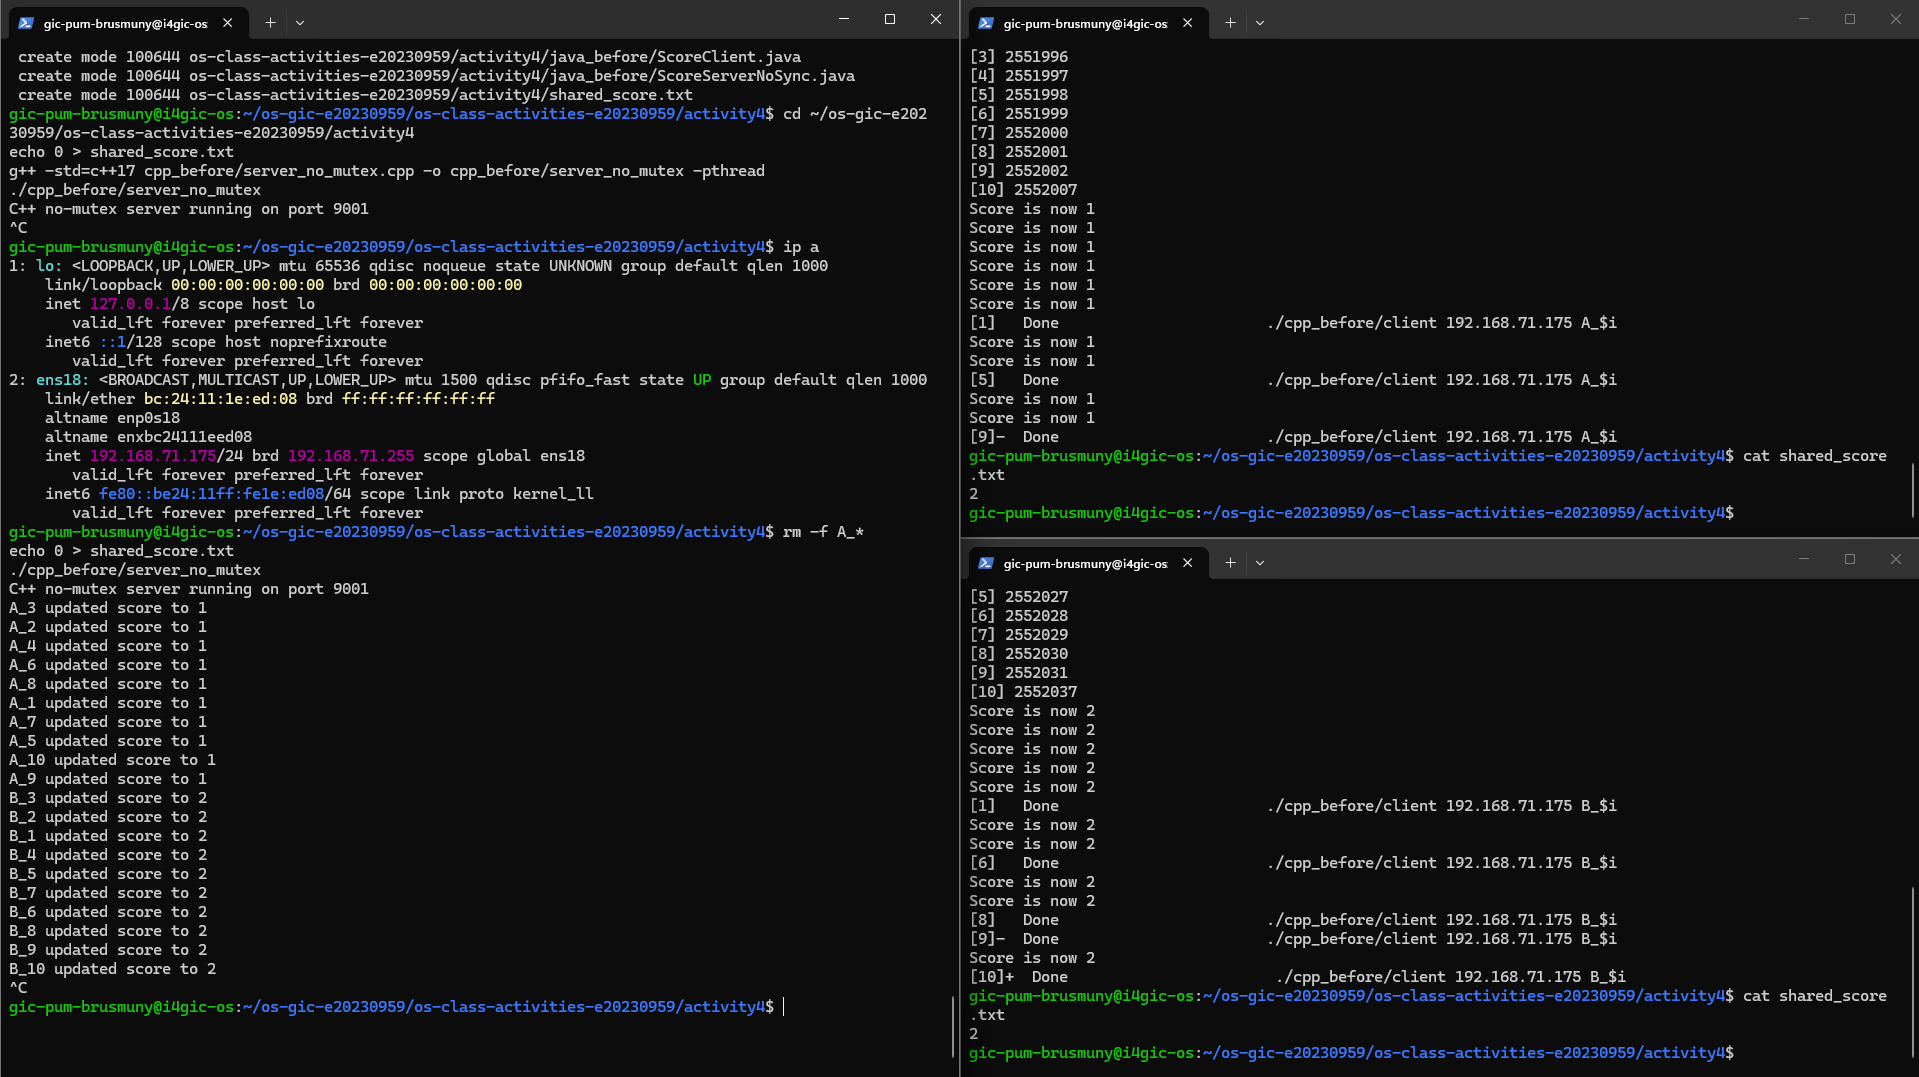 gic-pum-brusmuny@i4gic-os:
create mode 100644 os-class-activities-e20230959/activity4/java_before/ScoreClient.java
create mode 100644 os-class-activities-e20230959/activity4/java_before/ScoreServerNoSync.java
create mode 100644 os-class-activities-e20230959/activity4/shared_score.txt
gic-pum-brusmuny@i4gic-os:~/os-gic-e20230959/os-class-activities-e20230959/activity4$ cd ~/os-gic-e202
30959/os-class-activities-e20230959/activity4
echo 0 > shared_score.txt
g++ -std=c++17 cpp_before/server_no_mutex.cpp -o cpp_before/server_no_mutex -pthread
./cpp_before/server_no_mutex
C++ no-mutex server running on port 9001
^C
gic-pum-brusmuny@i4gic-os:~/os-gic-e20230959/os-class-activities-e20230959/activity4$ ip a
1: lo: <LOOPBACK,UP,LOWER_UP> mtu 65536 qdisc noqueue state UNKNOWN group default qlen 1000
link/loopback 00:00:00:00:00:00 brd 00:00:00:00:00:00
inet 127.0.0.1/8 scope host lo
valid_lft forever preferred_lft forever
inet6 ::1/128 scope host noprefixroute
valid_lft forever preferred_lft forever
2: ens18: <BROADCAST,MULTICAST,UP,LOWER_UP> mtu 1500 qdisc pfifo_fast state UP group default qlen 1000
link/ether bc:24:11:1e:ed:08 brd ff:ff:ff:ff:ff:ff
altname enp0s18
altname enxbc24111eed08
inet 192.168.71.175/24 brd 192.168.71.255 scope global ens18
valid_lft forever preferred_lft forever
inet6 fe80::be24:11ff:fe1e:ed08/64 scope link proto kernel_ll
valid_lft forever preferred_lft forever
gic-pum-brusmuny@i4gic-os:~/os-gic-e20230959/os-class-activities-e20230959/activity4$ rm -f A_*
echo 0 > shared_score.txt
./cpp_before/server_no_mutex
C++ no-mutex server running on port 9001
A_3 updated score to 1
A_2 updated score to 1
A_4 updated score to 1
A_6 updated score to 1
A_8 updated score to 1
A_1 updated score to 1
A_7 updated score to 1
A_5 updated score to 1
A_10 updated score to 1
A_9 updated score to 1
B_3 updated score to 2
B_2 updated score to 2
B_1 updated score to 2
B_4 updated score to 2
B_5 updated score to 2
B_7 updated score to 2
B_6 updated score to 2
B_8 updated score to 2
B_9 updated score to 2
B_10 updated score to 2
^C
gic-pum-brusmuny@i4gic-os:~/os-gic-e20230959/os-class-activities-e20230959/activity4$
gic-pum-brusmuny@i4gic-os:
[3] 2551996
[4] 2551997
[5] 2551998
[6] 2551999
[7] 2552000
[8] 2552001
[9] 2552002
[10] 2552007
Score is now 1
Score is now 1
Score is now 1
Score is now 1
Score is now 1
Score is now 1
[1]   Done                       ./cpp_before/client 192.168.71.175 A_$i
Score is now 1
Score is now 1
[5]   Done                       ./cpp_before/client 192.168.71.175 A_$i
Score is now 1
Score is now 1
[9]-  Done                       ./cpp_before/client 192.168.71.175 A_$i
gic-pum-brusmuny@i4gic-os:~/os-gic-e20230959/os-class-activities-e20230959/activity4$ cat shared_score
.txt
2
gic-pum-brusmuny@i4gic-os:~/os-gic-e20230959/os-class-activities-e20230959/activity4$
gic-pum-brusmuny@i4gic-os:
[5] 2552027
[6] 2552028
[7] 2552029
[8] 2552030
[9] 2552031
[10] 2552037
Score is now 2
Score is now 2
Score is now 2
Score is now 2
Score is now 2
[1]   Done                       ./cpp_before/client 192.168.71.175 B_$i
Score is now 2
Score is now 2
[6]   Done                       ./cpp_before/client 192.168.71.175 B_$i
Score is now 2
Score is now 2
[8]   Done                       ./cpp_before/client 192.168.71.175 B_$i
[9]-  Done                       ./cpp_before/client 192.168.71.175 B_$i
Score is now 2
[10]+  Done                       ./cpp_before/client 192.168.71.175 B_$i
gic-pum-brusmuny@i4gic-os:~/os-gic-e20230959/os-class-activities-e20230959/activity4$ cat shared_score
.txt
2
gic-pum-brusmuny@i4gic-os:~/os-gic-e20230959/os-class-activities-e20230959/activity4$